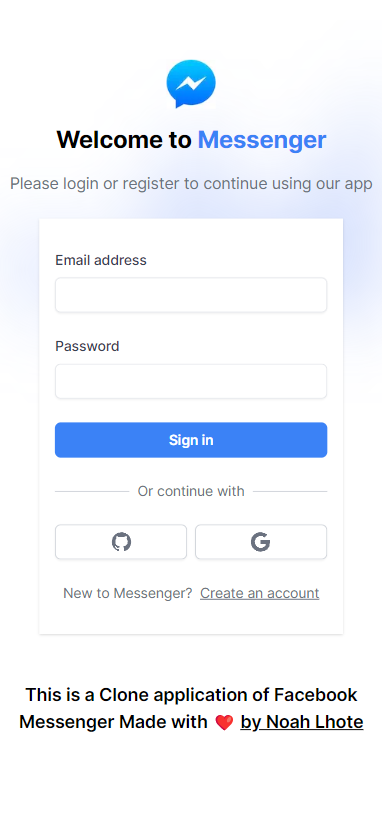 Welcome to Messenger
Please login or register to continue using our app
Email address
Password
Sign in
Or continue with
New to Messenger? Create an account
This is a Clone application of Facebook
Messenger Made with ❤️ by Noah Lhote